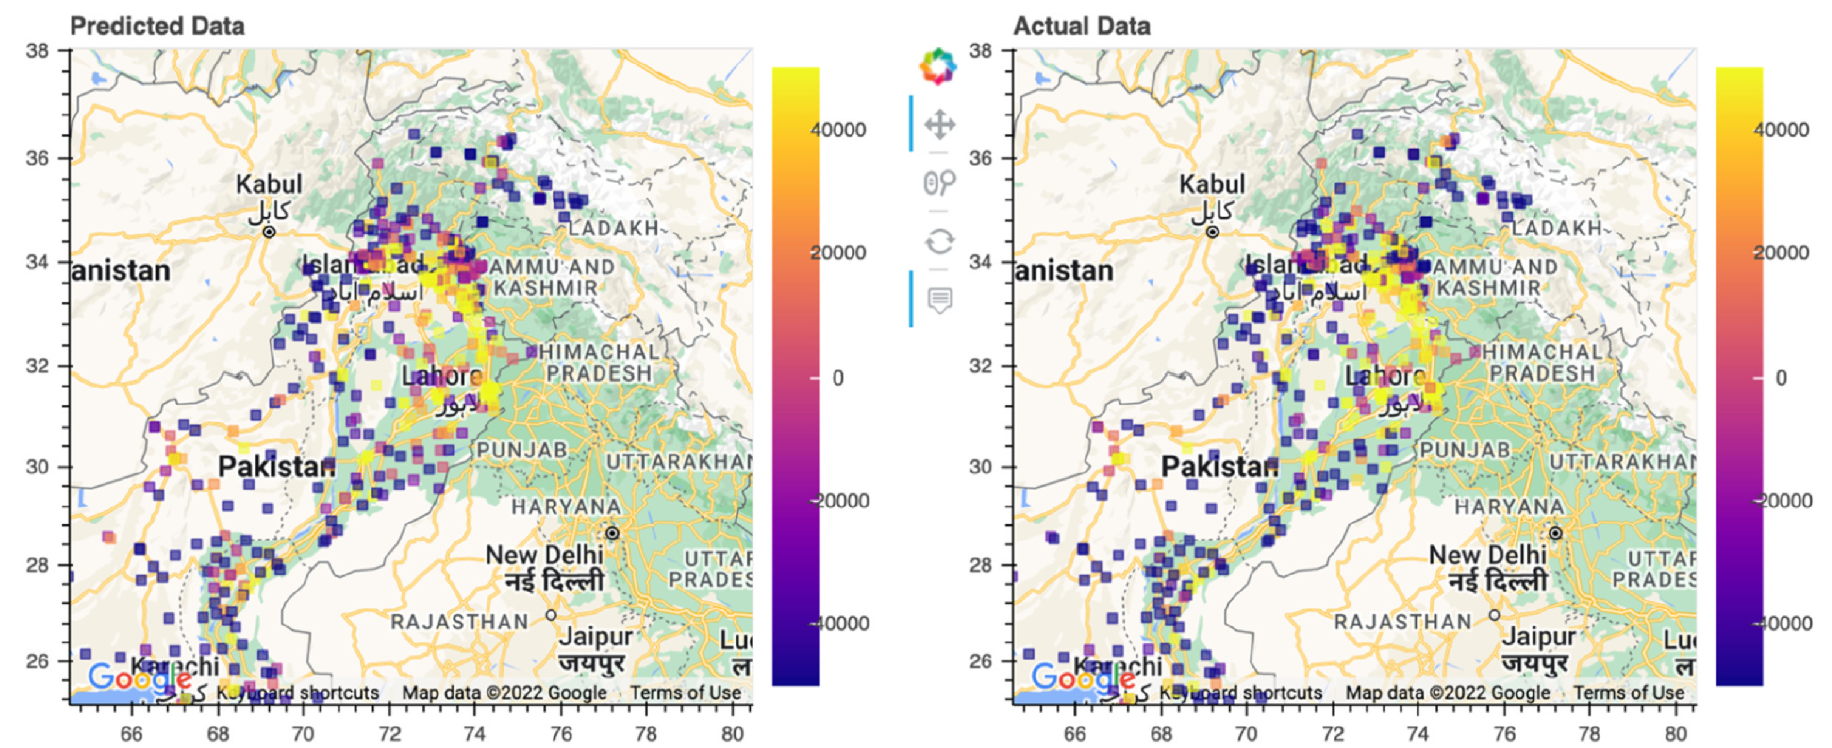 Predicted Data
38
36
34
32
30
28
26
66
68
70
72
74
76
78
80
Kabul
کابل
LADAKH
anistan
اسلام آباد
AMMU AND
KASHMIR
HIMACHAL
PRADESH
Lahore
لاہور
PUNJAB
Pakistan
UTTARAKHAN
HARYANA
New Delhi
नई दिल्ली
UTTAR
PRADES
RAJASTHAN
Jaipur
जयपुर
Luc
ल
Karachi
Google
Keyboard shortcuts
Map data ©2022 Google
Terms of Use
40000
20000
0
-20000
-40000
Actual Data
38
36
34
32
30
28
26
66
68
70
72
74
76
78
80
Kabul
کابل
LADAKH
anistan
اسلام آباد
AMMU AND
KASHMIR
HIMACHAL
PRADESH
Lahore
لاہور
PUNJAB
Pakistan
UTTARAKHAN
HARYANA
New Delhi
नई दिल्ली
UTTAR
PRADES
RAJASTHAN
Jaipur
जयपुर
Luc
ल
Karachi
Google
Keyboard shortcuts
Map data ©2022 Google
Terms of Use
40000
20000
0
-20000
-40000